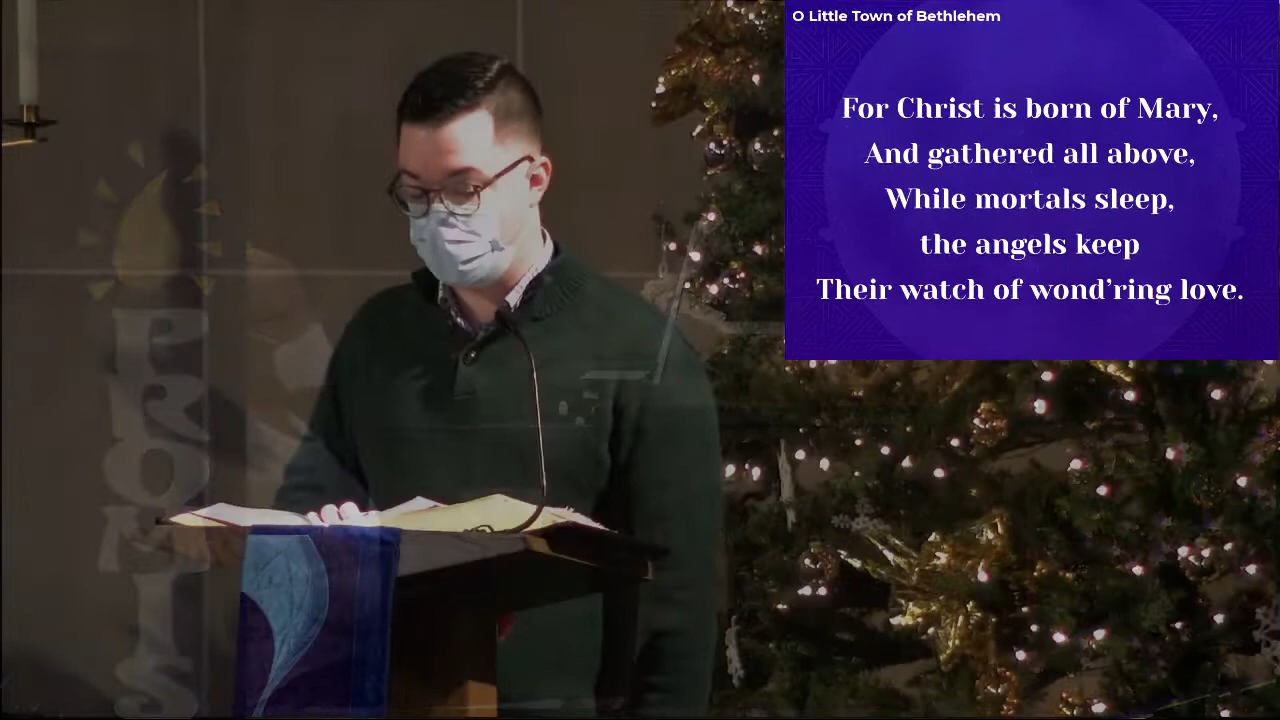 O Little Town of Bethlehem
For Christ is born of Mary,
And gathered all above,
While mortals sleep,
the angels keep
Their watch of wond’ring love.
PROMIS